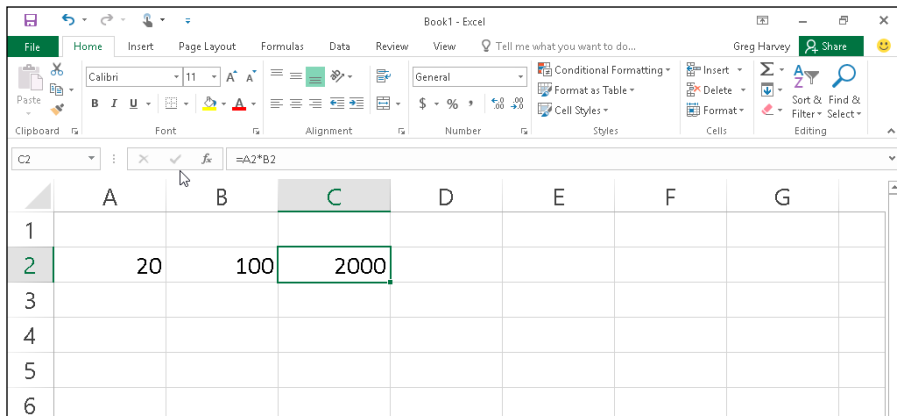 Book1 - Excel
File Home Insert Page Layout Formulas Data Review View Tell me what you want to do... Greg Harvey Share
Calibri 11 A A General Conditional Formatting Insert
Paste Format as Table Delete
B I U A $ % , .0 .00 .00 .0 Cell Styles Format A Z Sort & Filter Find & Select
Clipboard Font Alignment Number Styles Cells Editing
C2 fx =A2*B2
A B C D E F G
1
2 20 100 2000
3
4
5
6